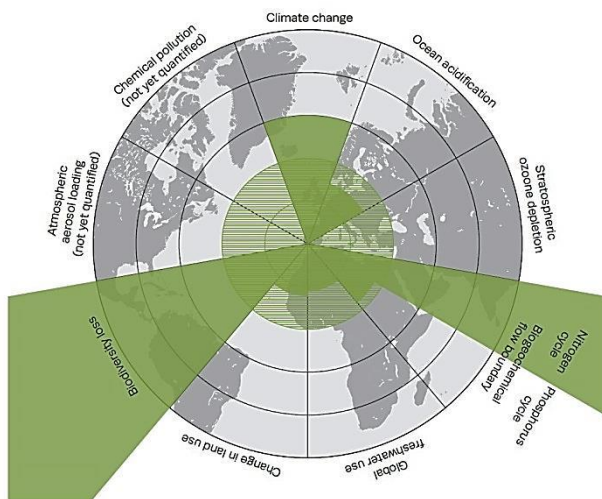 Climate change
Ocean acidification
Stratospheric
ozoone depletion
Nitrogen
cycle
Biogeochemical
flow boundary
Phosphorus
cycle
Global
freshwater use
Change in land use
Biodiversity loss
Atmospheric
aerosol loading
(not yet quantified)
Chemical pollution
(not yet quantified)